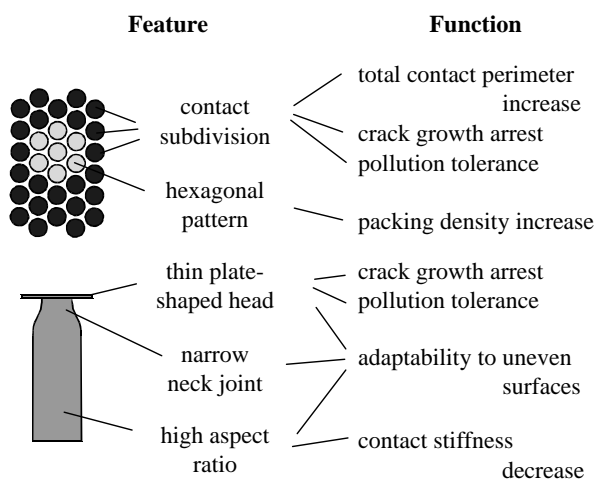 Feature
Function
contact
subdivision
total contact perimeter
increase
crack growth arrest
pollution tolerance
hexagonal
pattern
packing density increase
thin plate-
shaped head
crack growth arrest
pollution tolerance
narrow
neck joint
adaptability to uneven
surfaces
high aspect
ratio
contact stiffness
decrease